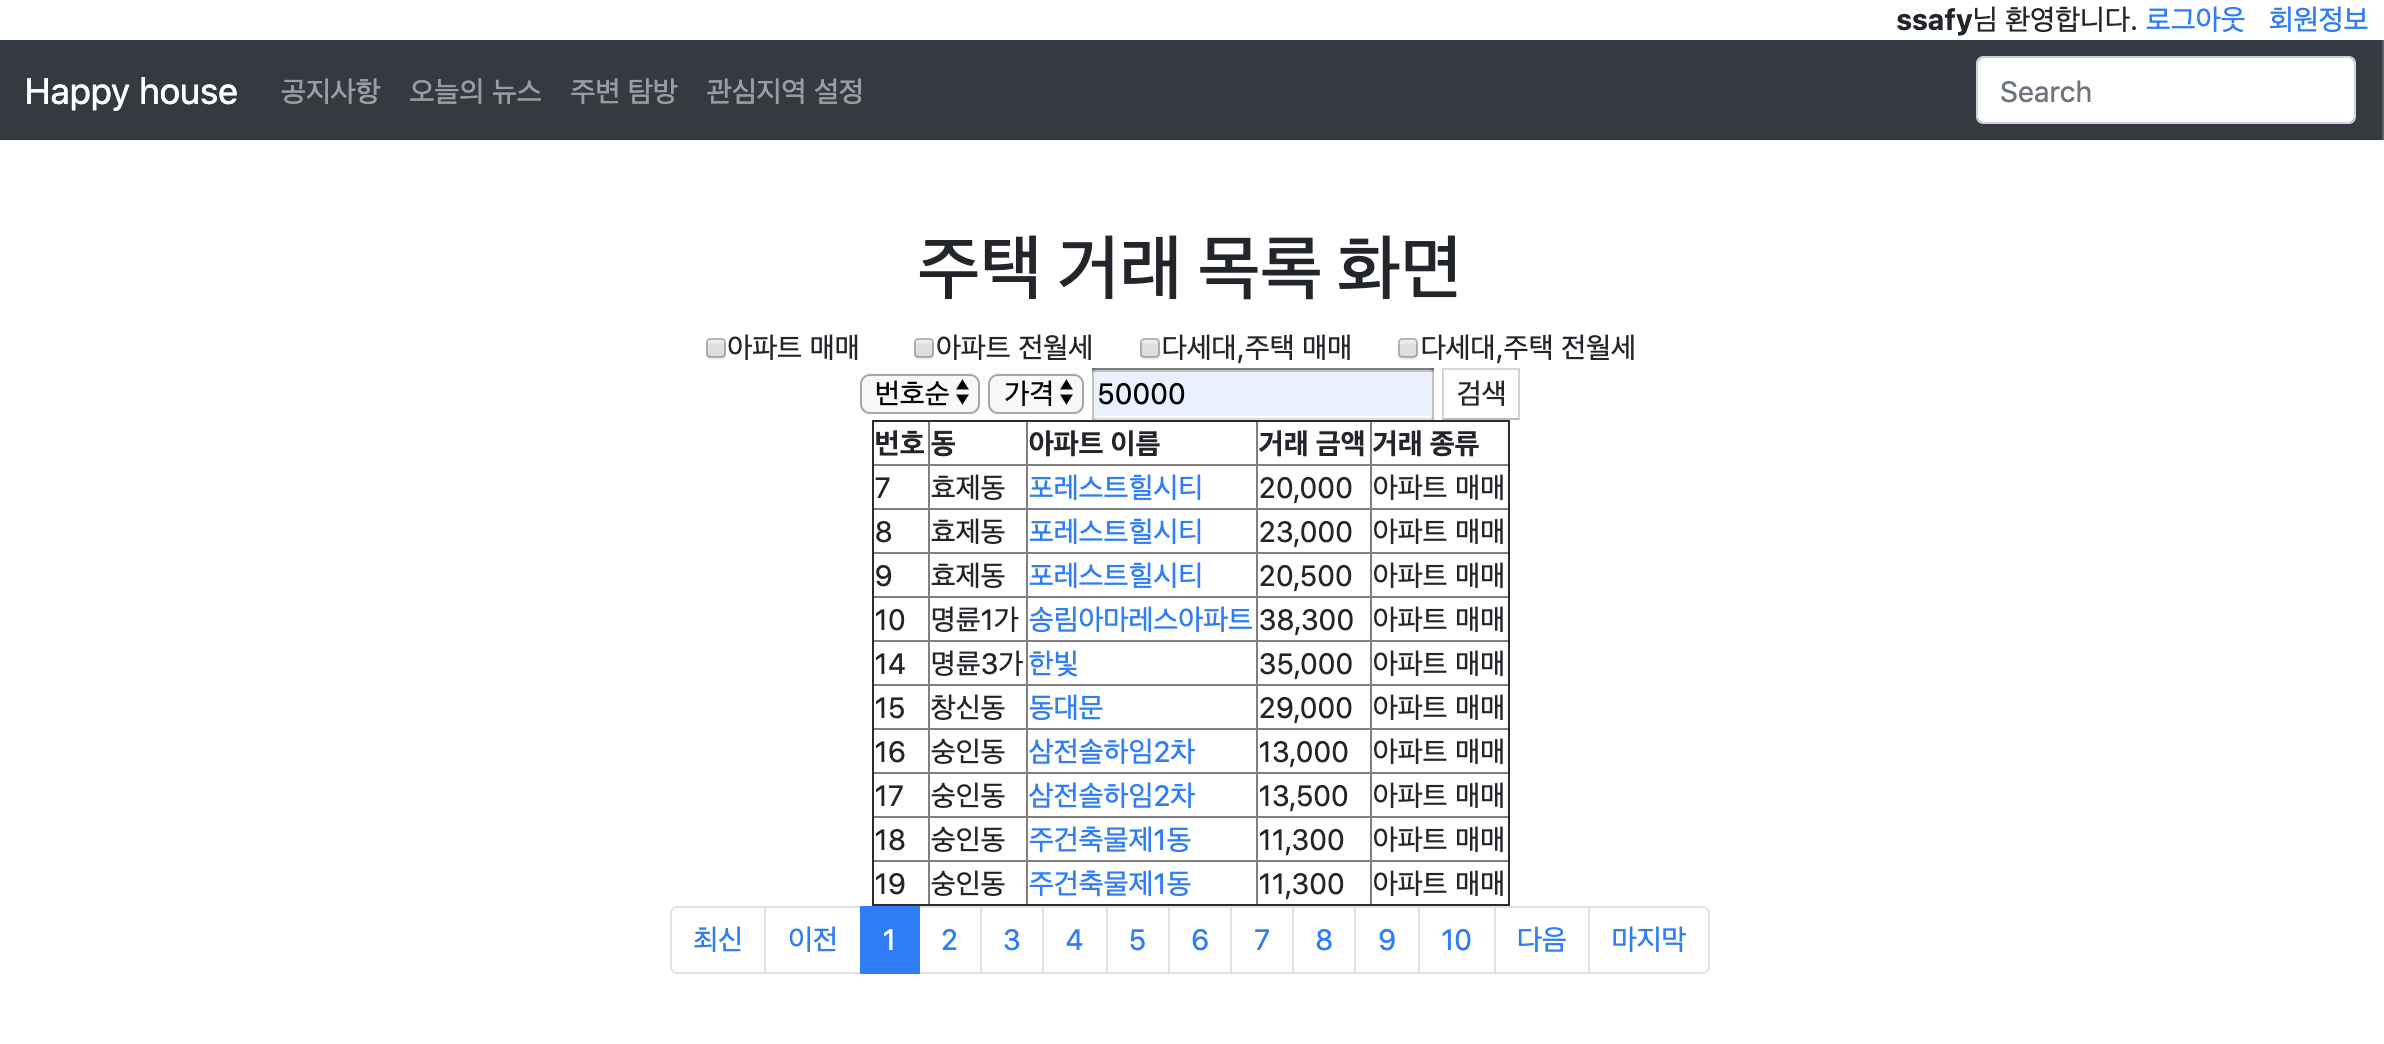 ssafy님 환영합니다. 로그아웃 회원정보
Happy house 공지사항 오늘의 뉴스 주변 탐방 관심지역 설정 Search
주택 거래 목록 화면
아파트 매매 아파트 전월세 다세대,주택 매매 다세대,주택 전월세
번호순 가격 50000 검색
번호 동 아파트 이름 거래 금액 거래 종류
7 효제동 포레스트힐시티 20,000 아파트 매매
8 효제동 포레스트힐시티 23,000 아파트 매매
9 효제동 포레스트힐시티 20,500 아파트 매매
10 명륜1가 송림아마레스아파트 38,300 아파트 매매
14 명륜3가 한빛 35,000 아파트 매매
15 창신동 동대문 29,000 아파트 매매
16 숭인동 삼전솔하임2차 13,000 아파트 매매
17 숭인동 삼전솔하임2차 13,500 아파트 매매
18 숭인동 주건축물제1동 11,300 아파트 매매
19 숭인동 주건축물제1동 11,300 아파트 매매
최신 이전 1 2 3 4 5 6 7 8 9 10 다음 마지막